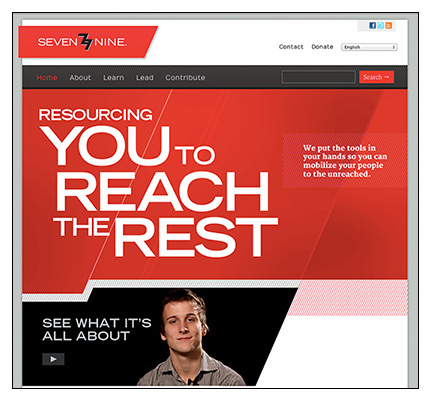 SEVEN NINE.
Contact Donate English
Home About Learn Lead Contribute Search →
RESOURCING
YOU TO
REACH
THE REST
We put the tools in
your hands so you can
mobilize your people
to the unreached.
SEE WHAT IT'S
ALL ABOUT